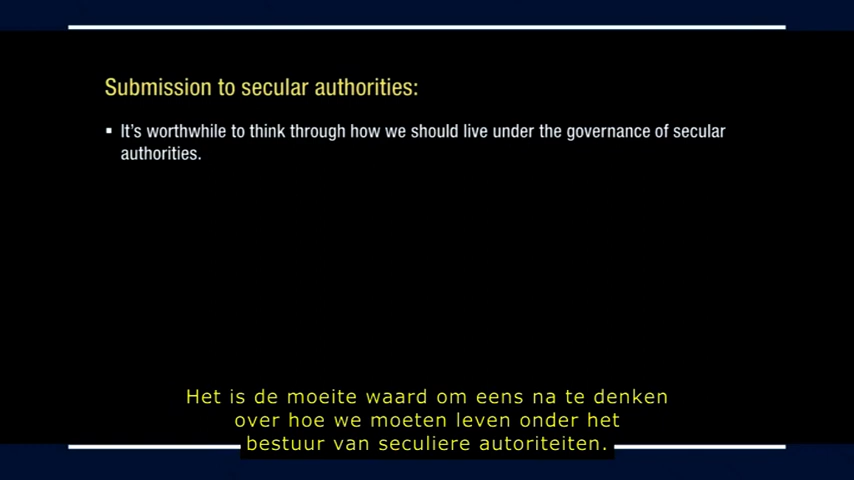 Submission to secular authorities:
▪ It's worthwhile to think through how we should live under the governance of secular
authorities.
Het is de moeite waard om eens na te denken
over hoe we moeten leven onder het
bestuur van seculiere autoriteiten.